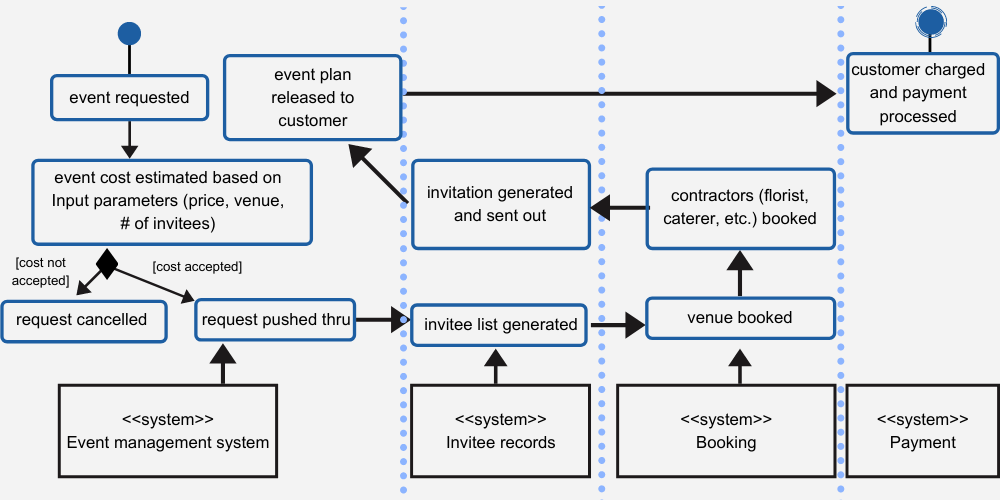 event requested
event plan
released to
customer
customer charged
and payment
processed
event cost estimated based on
Input parameters (price, venue,
# of invitees)
invitation generated
and sent out
contractors (florist,
caterer, etc.) booked
[cost not
accepted]
[cost accepted]
request cancelled
request pushed thru
invitee list generated
venue booked
<<system>>
Event management system
<<system>>
Invitee records
<<system>>
Booking
<<system>>
Payment